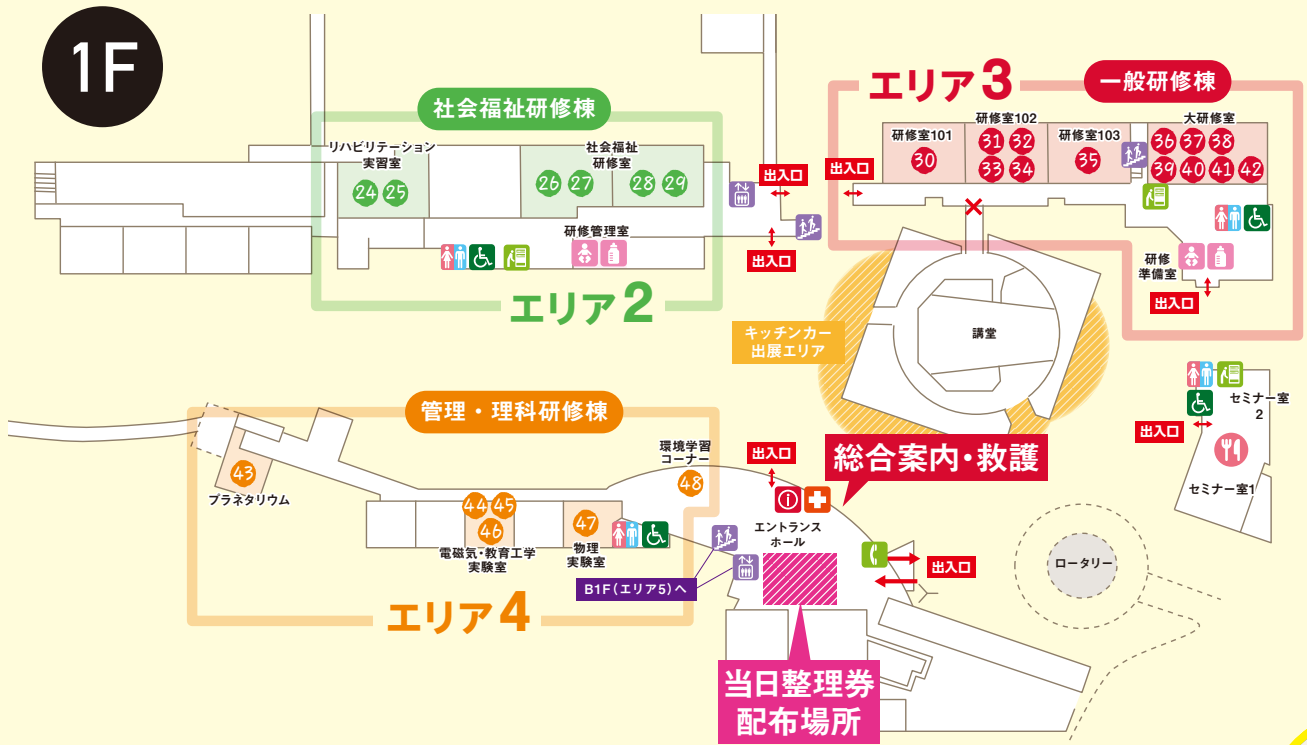 1F
社会福祉研修棟
リハビリテーション
実習室
24 25
社会福祉
研修室
26 27 28 29
研修管理室
エリア2
出入口
出入口
エリア3
一般研修棟
研修室101
30
研修室102
31 32
33 34
研修室103
35
大研修室
36 37 38
39 40 41 42
出入口
研修
準備室
出入口
講堂
キッチンカー
出展エリア
管理・理科研修棟
43
プラネタリウム
44 45
46
電磁気・教育工学
実験室
47
物理
実験室
環境学習
コーナー
48
エリア4
出入口
総合案内・救護
エントランス
ホール
B1F(エリア5)へ
出入口
当日整理券
配布場所
セミナー室
2
出入口
セミナー室1
ロータリー